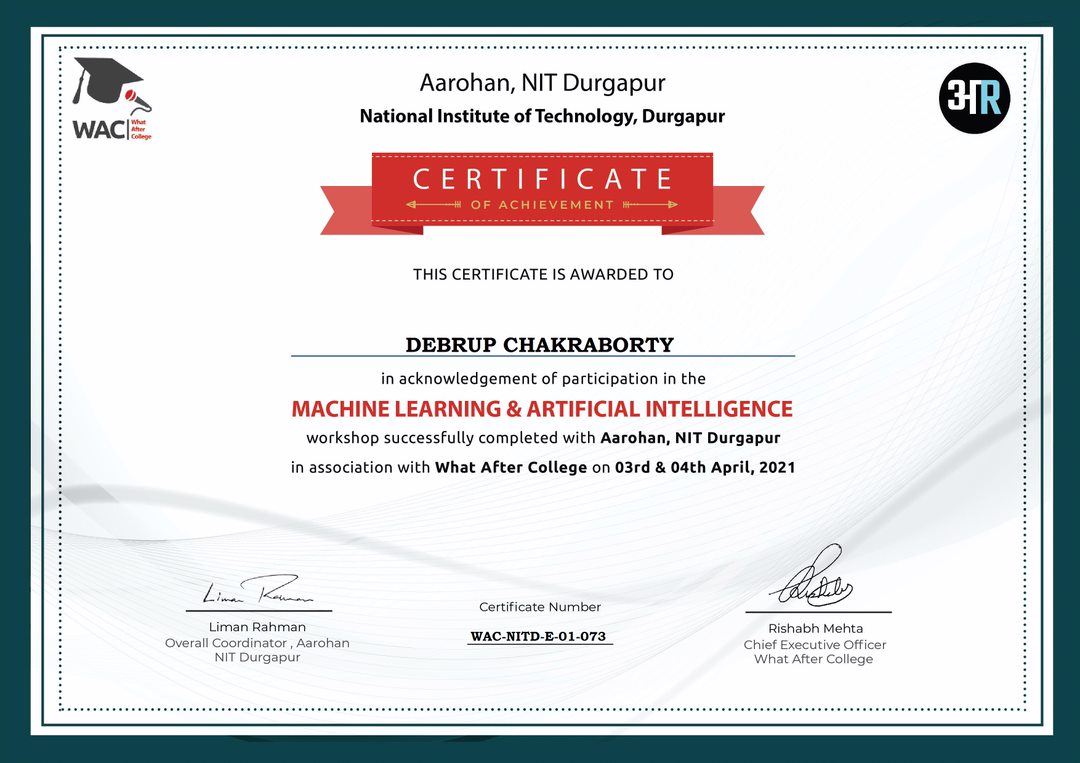 WAC
What
After
College
Aarohan, NIT Durgapur
National Institute of Technology, Durgapur
अR
CERTIFICATE
OF ACHIEVEMENT
THIS CERTIFICATE IS AWARDED TO
DEBRUP CHAKRABORTY
in acknowledgement of participation in the
MACHINE LEARNING & ARTIFICIAL INTELLIGENCE
workshop successfully completed with Aarohan, NIT Durgapur
in association with What After College on 03rd & 04th April, 2021
Liman Rahman
Liman Rahman
Overall Coordinator , Aarohan
NIT Durgapur
Certificate Number
WAC-NITD-E-01-073
Rishabh Mehta
Chief Executive Officer
What After College